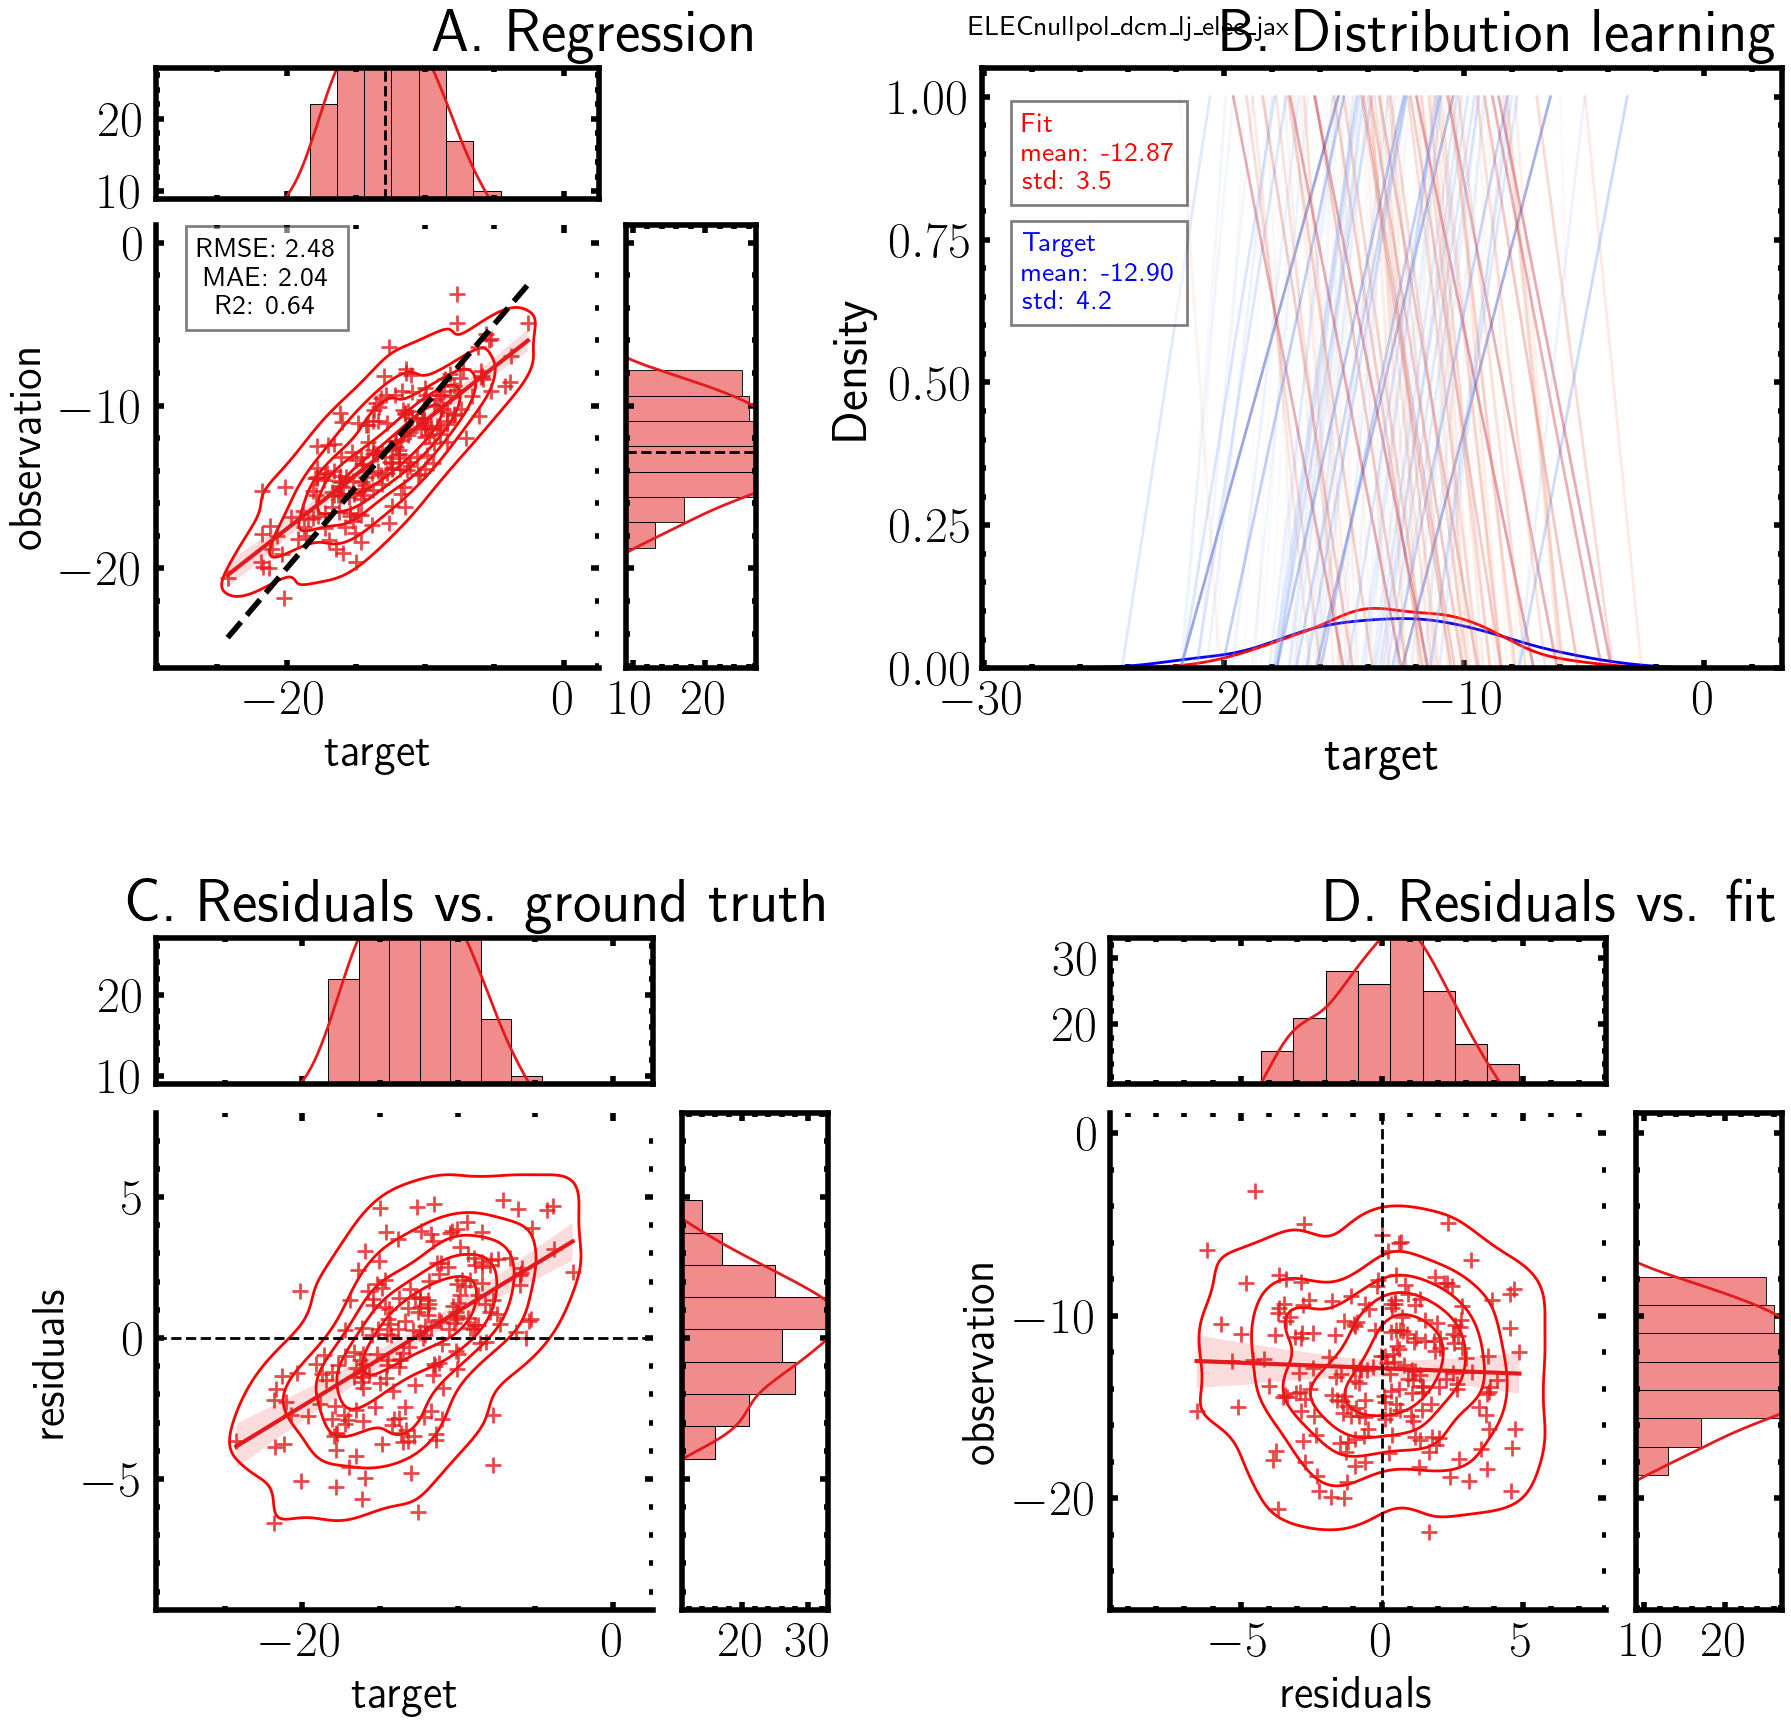 A. Regression
ELECnullpol_dcm_lj_elec_jax
B. Distribution learning
20
10
0
−10
−20
observation
RMSE: 2.48
MAE: 2.04
R2: 0.64
−20
0
10
20
target
1.00
0.75
0.50
0.25
0.00
Density
Fit
mean: -12.87
std: 3.5
Target
mean: -12.90
std: 4.2
−30
−20
−10
0
target
C. Residuals vs. ground truth
20
10
5
0
−5
residuals
−20
0
20
30
target
D. Residuals vs. fit
30
20
0
−10
−20
observation
−5
0
5
10
20
residuals